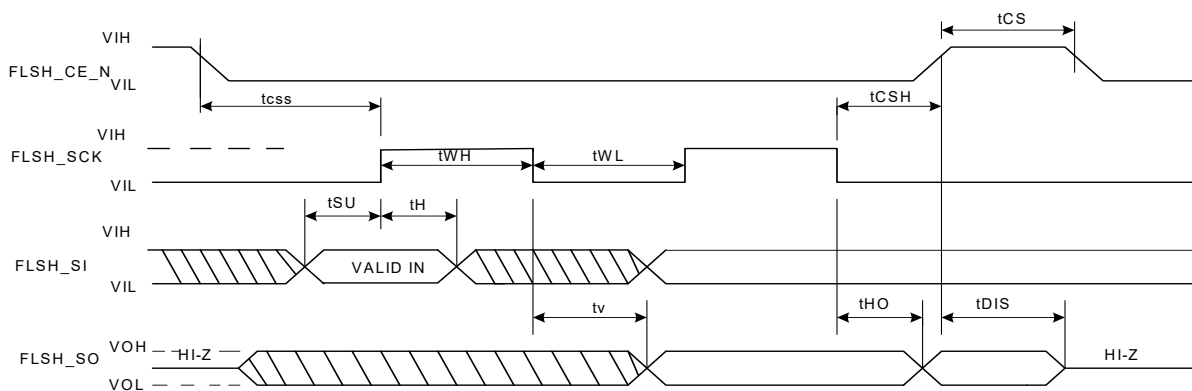 tCS
VIH
FLSH_CE_N
VIL
tcss
tCSH
VIH
FLSH_SCK
tWH
tWL
VIL
tSU
tH
VIH
FLSH_SI
VALID IN
VIL
tv
tHO
tDIS
VOH
FLSH_SO
HI-Z
HI-Z
VOL